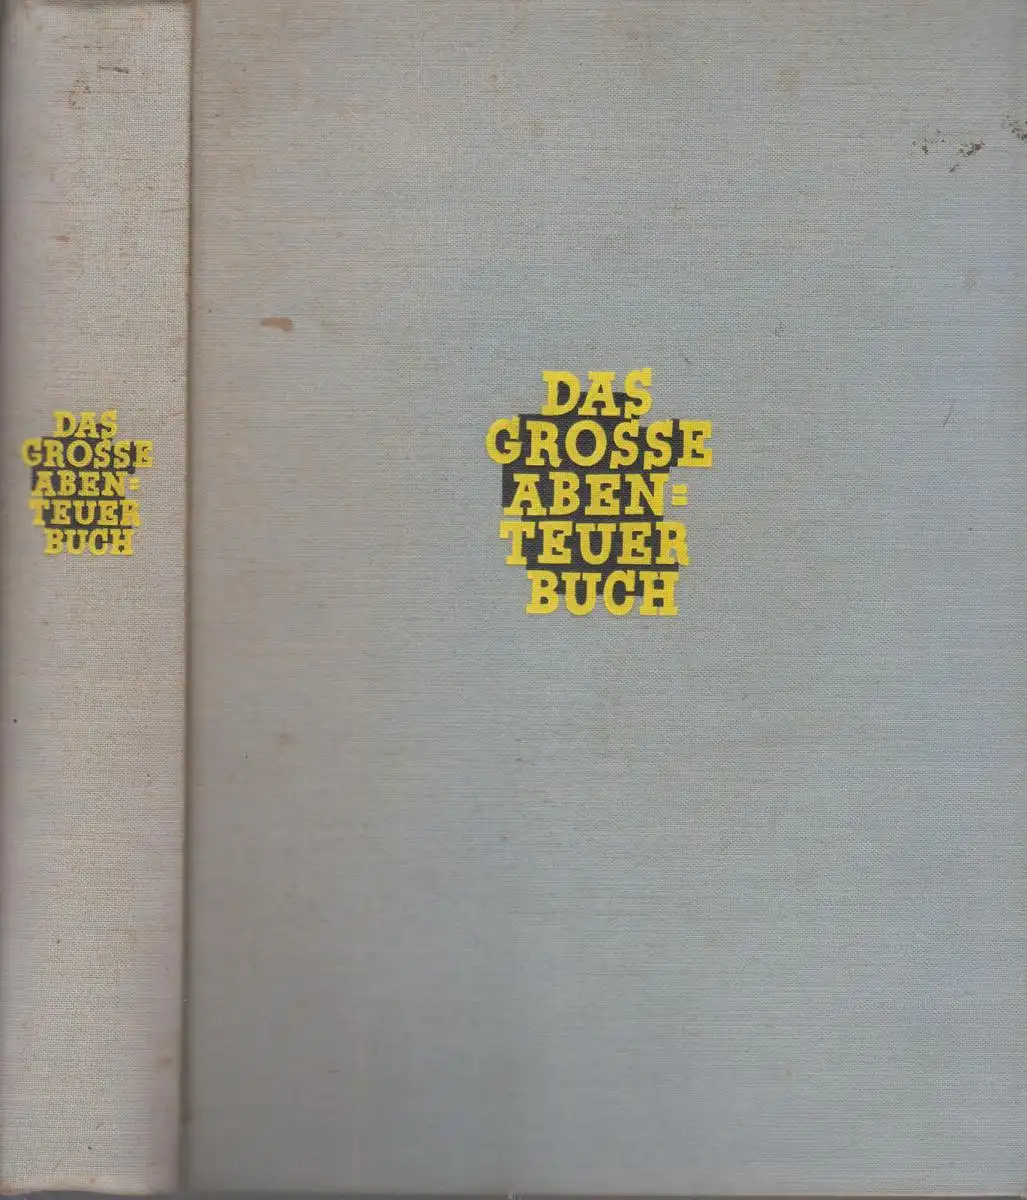 DAS
GROSSE
ABEN=
TEUER
BUCH
DAS
GROSSE
ABEN=
TEUER
BUCH